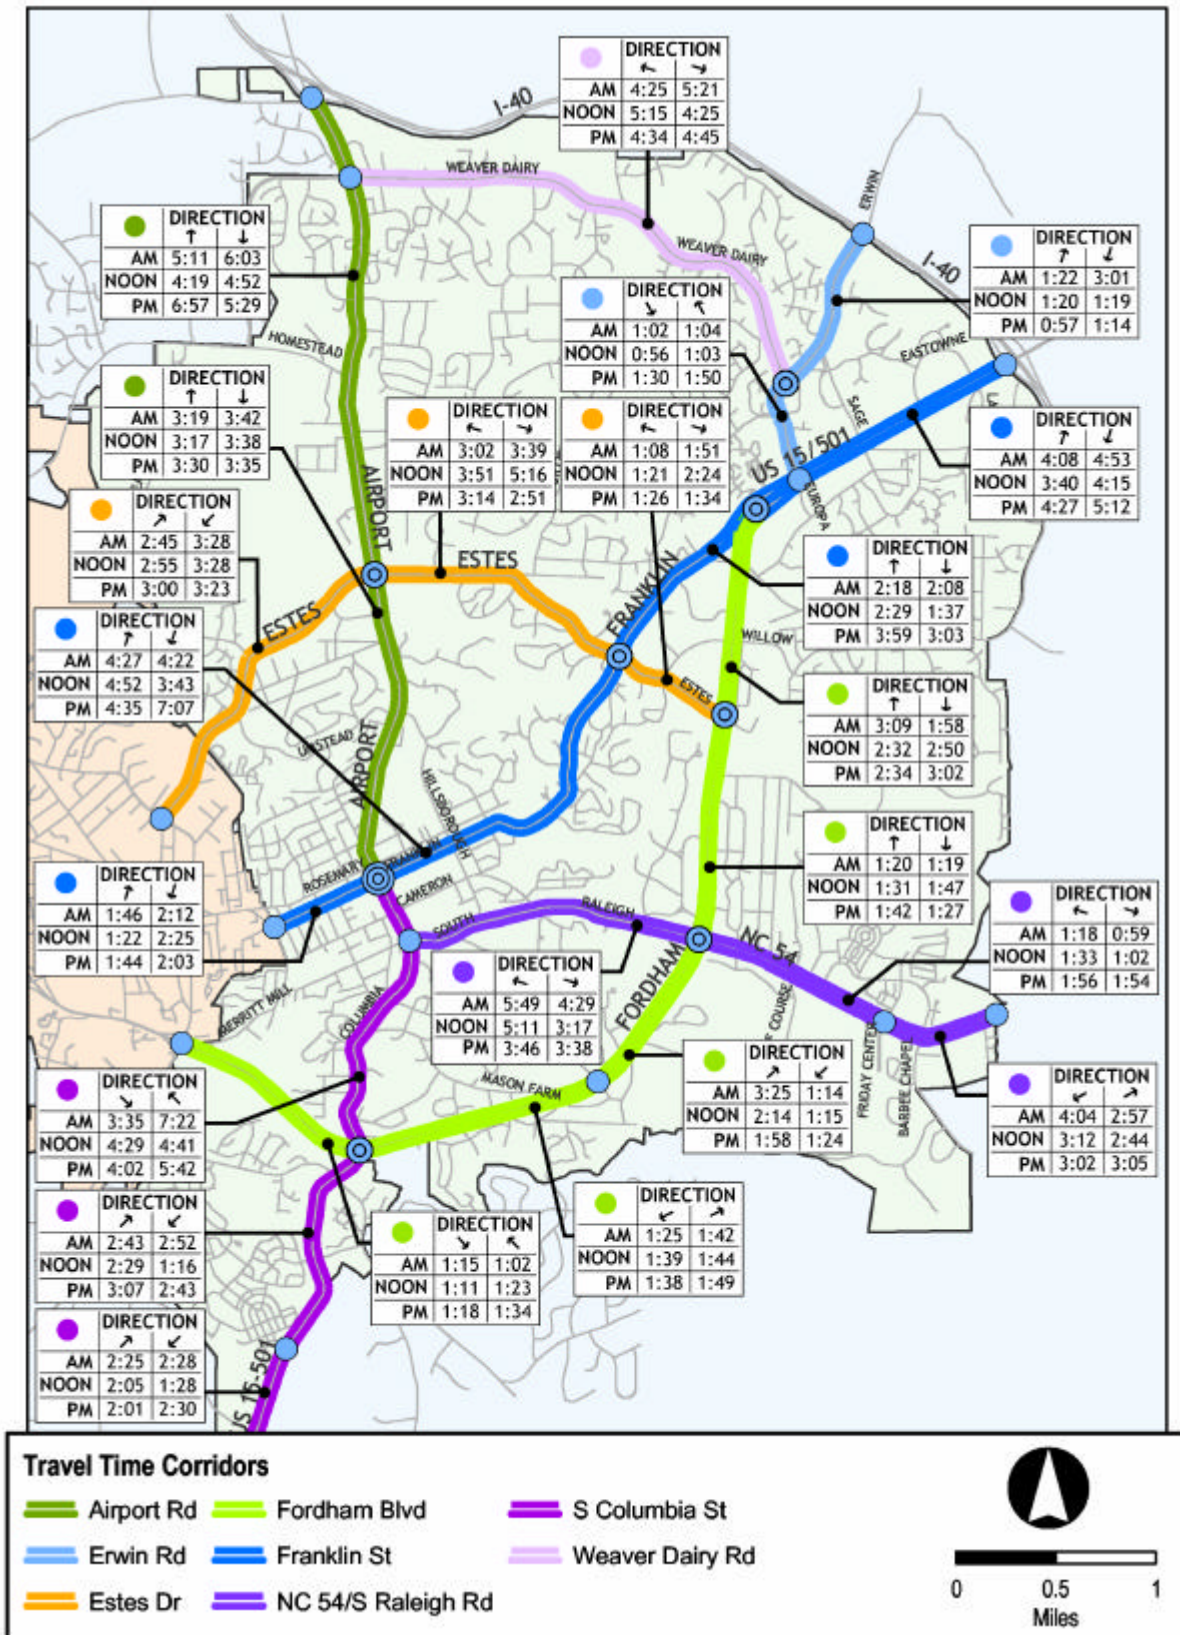 DIRECTION
AM 4:25 5:21
NOON 5:15 4:25
PM 4:34 4:45
I-40
WEAVER DAIRY
ERWIN
DIRECTION
AM 5:11 6:03
NOON 4:19 4:52
PM 6:57 5:29
WEAVER DAIRY
I-40
DIRECTION
AM 1:22 3:01
NOON 1:20 1:19
PM 0:57 1:14
DIRECTION
AM 1:02 1:04
NOON 0:56 1:03
PM 1:30 1:50
HOMESTEAD
EASTOWNE
DIRECTION
AM 3:19 3:42
NOON 3:17 3:38
PM 3:30 3:35
DIRECTION
AM 3:02 3:39
NOON 3:51 5:16
PM 3:14 2:51
DIRECTION
AM 1:08 1:51
NOON 1:21 2:24
PM 1:26 1:34
SAGE
US 15/501
DIRECTION
AM 4:08 4:53
NOON 3:40 4:15
PM 4:27 5:12
EUROPA
AIRPORT
DIRECTION
AM 2:45 3:28
NOON 2:55 3:28
PM 3:00 3:23
ESTES
ESTES
FRANKLIN
DIRECTION
AM 2:18 2:08
NOON 2:29 1:37
PM 3:59 3:03
DIRECTION
AM 4:27 4:22
NOON 4:52 3:43
PM 4:35 7:07
WILLOW
ESTES
DIRECTION
AM 3:09 1:58
NOON 2:32 2:50
PM 2:34 3:02
UMSTEAD
AIRPORT
HILLSBOROUGH
DIRECTION
AM 1:20 1:19
NOON 1:31 1:47
PM 1:42 1:27
ROSEMARY
FRANKLIN
CAMERON
DIRECTION
AM 1:46 2:12
NOON 1:22 2:25
PM 1:44 2:03
SOUTH
RALEIGH
NC 54
DIRECTION
AM 1:18 0:59
NOON 1:33 1:02
PM 1:56 1:54
DIRECTION
AM 5:49 4:29
NOON 5:11 3:17
PM 3:46 3:38
MERRITT MILL
COLUMBIA
FORDHAM
COURSE
FRIDAY CENTER
BARBEE CHAPEL
MASON FARM
DIRECTION
AM 3:25 1:14
NOON 2:14 1:15
PM 1:58 1:24
DIRECTION
AM 3:35 7:22
NOON 4:29 4:41
PM 4:02 5:42
DIRECTION
AM 4:04 2:57
NOON 3:12 2:44
PM 3:02 3:05
DIRECTION
AM 2:43 2:52
NOON 2:29 1:16
PM 3:07 2:43
DIRECTION
AM 1:15 1:02
NOON 1:11 1:23
PM 1:18 1:34
DIRECTION
AM 1:25 1:42
NOON 1:39 1:44
PM 1:38 1:49
DIRECTION
AM 2:25 2:28
NOON 2:05 1:28
PM 2:01 2:30
US 15-501
Travel Time Corridors
Airport Rd
Fordham Blvd
S Columbia St
Erwin Rd
Franklin St
Weaver Dairy Rd
Estes Dr
NC 54/S Raleigh Rd
0 0.5 1
Miles